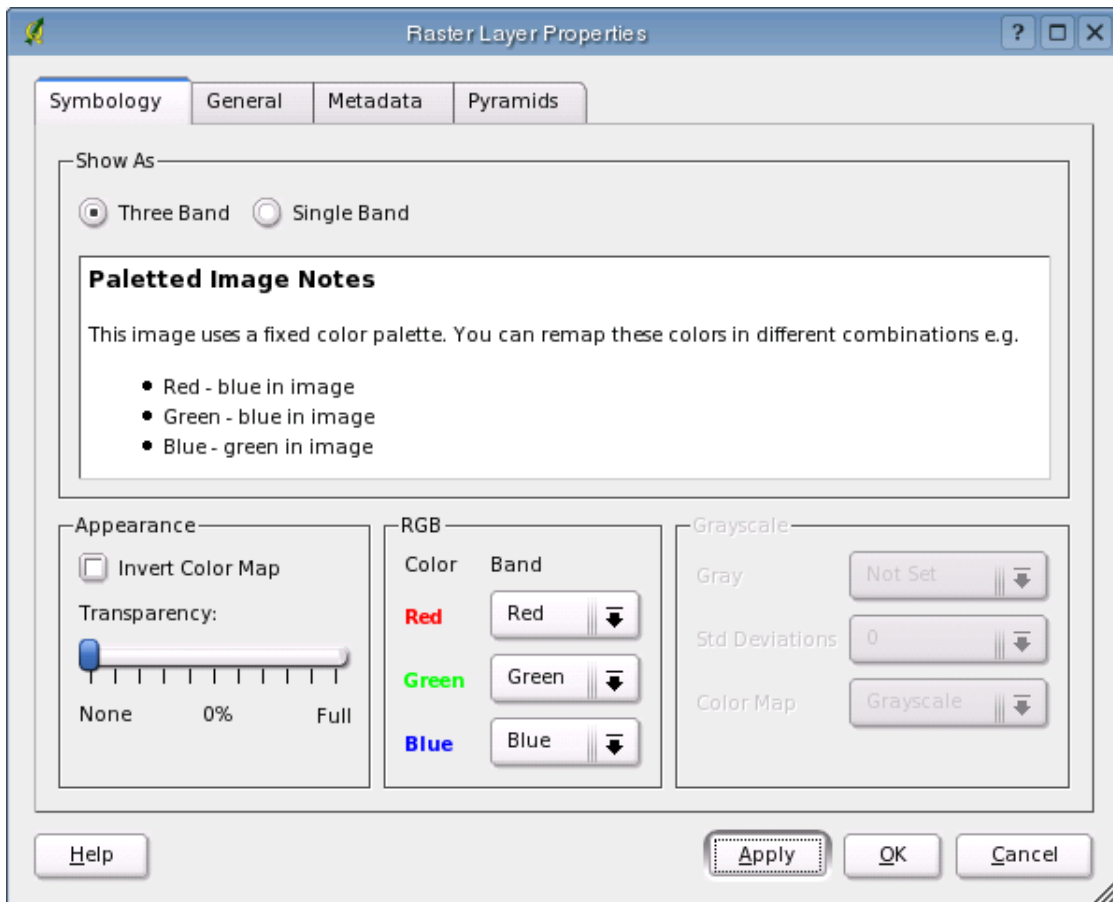 Raster Layer Properties
?
Symbology General Metadata Pyramids
Show As
Three Band Single Band
Paletted Image Notes
This image uses a fixed color palette. You can remap these colors in different combinations e.g.
• Red - blue in image
• Green - blue in image
• Blue - green in image
Appearance
Invert Color Map
Transparency:
None 0% Full
RGB
Color Band
Red Red
Green Green
Blue Blue
Grayscale
Gray Not Set
Std Deviations 0
Color Map Grayscale
Help Apply OK Cancel